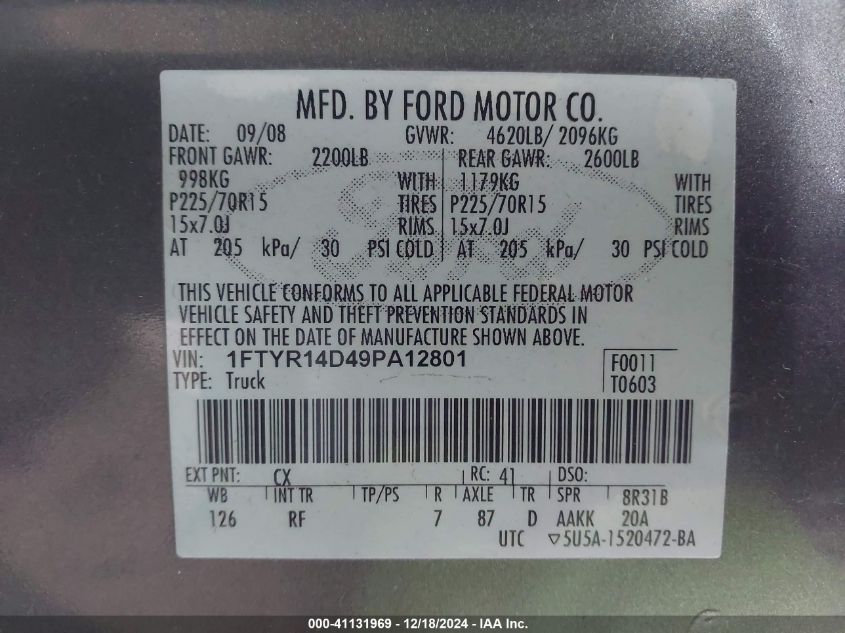 MFD. BY FORD MOTOR CO.
DATE: 09/08 GVWR: 4620LB/ 2096KG
FRONT GAWR: 2200LB REAR GAWR: 2600LB
998KG WITH 1179KG WITH
P225/70R15 TIRES P225/70R15 TIRES
15x7.0J RIMS 15x7.0J RIMS
AT 205 kPa/ 30 PSI COLD AT 205 kPa/ 30 PSI COLD
THIS VEHICLE CONFORMS TO ALL APPLICABLE FEDERAL MOTOR
VEHICLE SAFETY AND THEFT PREVENTION STANDARDS IN
EFFECT ON THE DATE OF MANUFACTURE SHOWN ABOVE.
VIN: 1FTYR14D49PA12801 F0011
TYPE: Truck T0603
EXT PNT: CX RC: 41 DSO:
WB INT TR TP/PS R AXLE TR SPR 8R31B
126 RF 7 87 D AAKK 20A
UTC ▽5U5A-1520472-BA
000-41131969 - 12/18/2024 - IAA Inc.